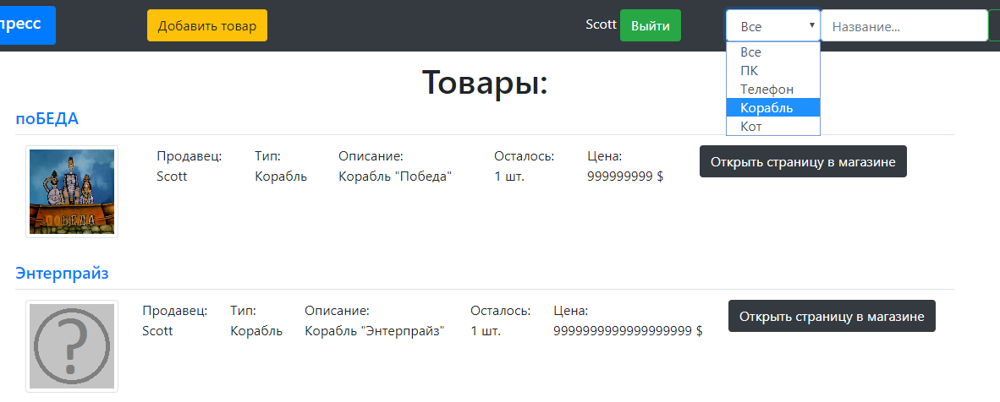 пресс
Добавить товар
Scott
Выйти
Все
Название...
Все
ПК
Телефон
Корабль
Кот
Товары:
поБЕДА
Продавец: Тип: Описание: Осталось: Цена:
Scott Корабль Корабль "Победа" 1 шт. 999999999 $
Открыть страницу в магазине
ПОБЕДА
Энтерпрайз
Продавец: Тип: Описание: Осталось: Цена:
Scott Корабль Корабль "Энтерпрайз" 1 шт. 9999999999999999999 $
Открыть страницу в магазине
?